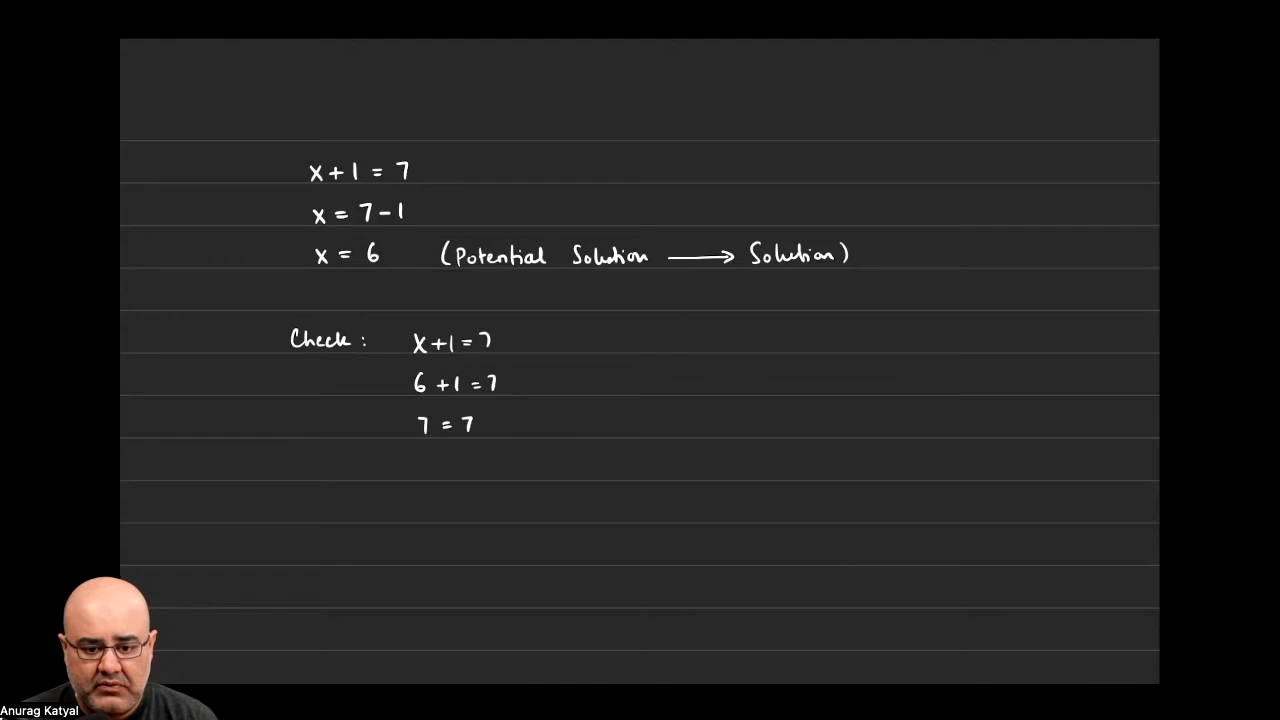 x + 1 = 7
x = 7 - 1
x = 6 (Potential Solution ⟶ Solution)
Check: x + 1 = 7
6 + 1 = 7
7 = 7
Anurag Katyal